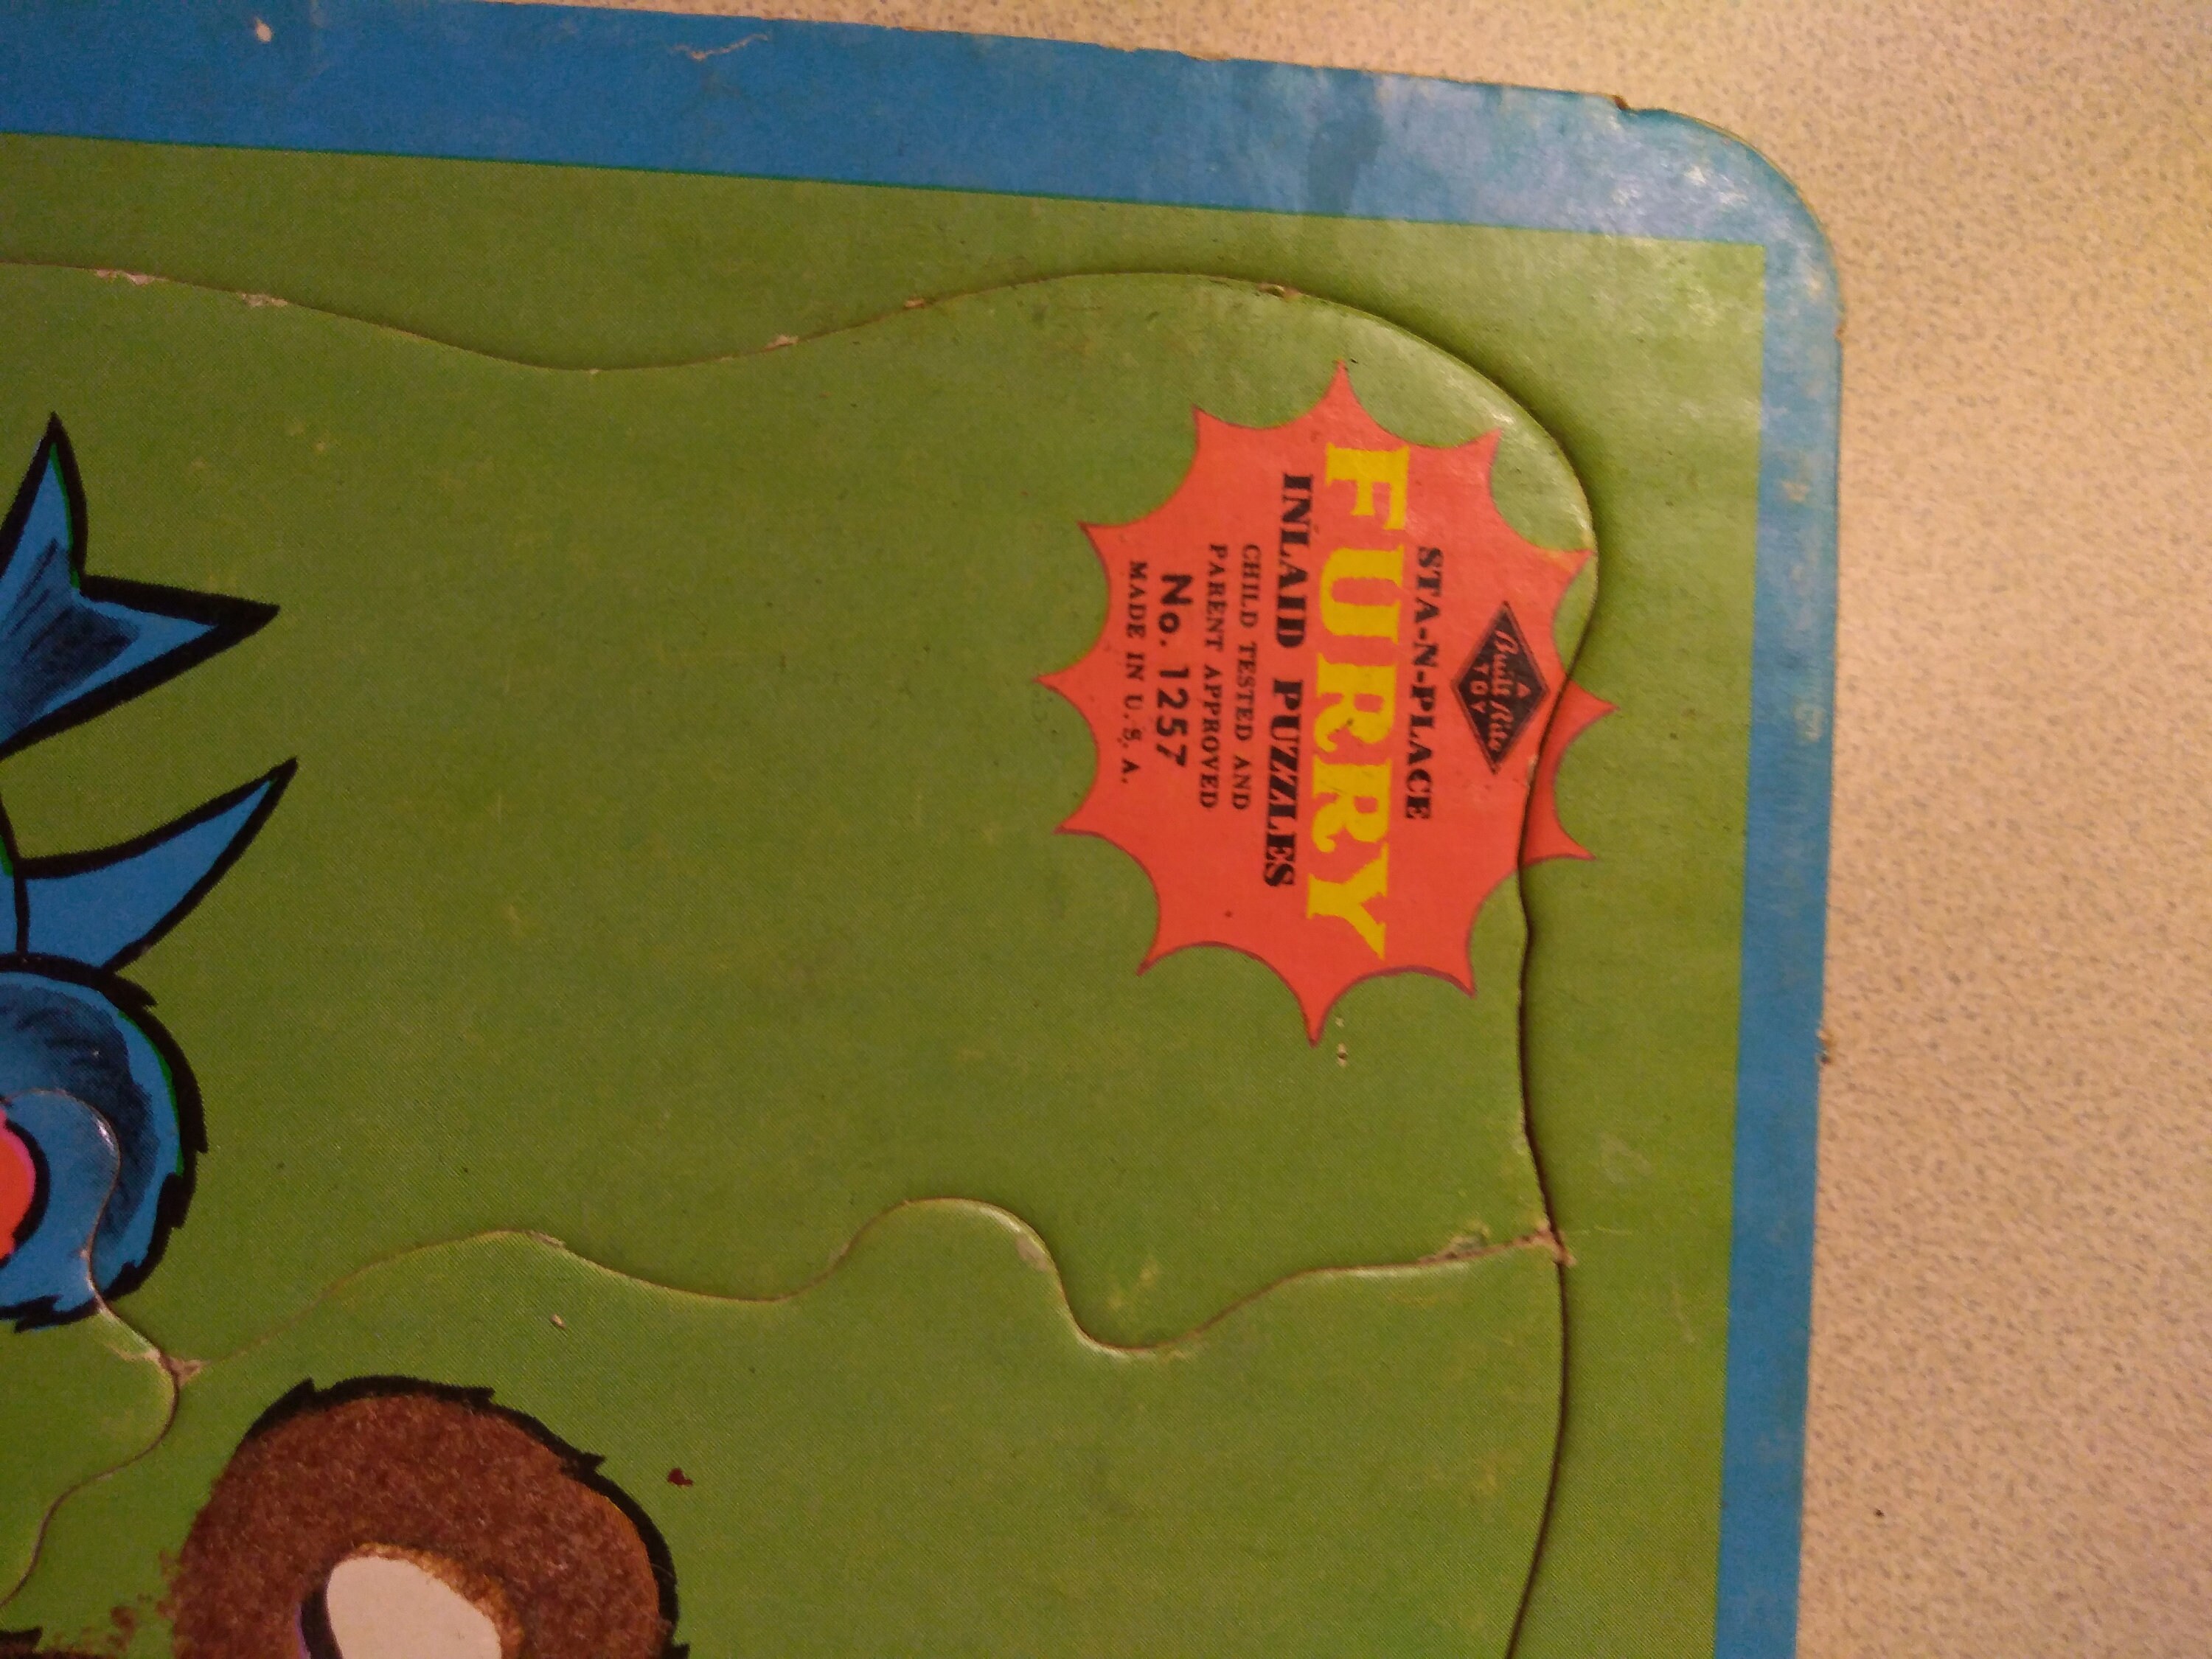 A
Built Rite
TOY
STA-N-PLACE
FURRY
INLAID PUZZLES
CHILD TESTED AND
PARENT APPROVED
No. 1257
MADE IN U.S.A.